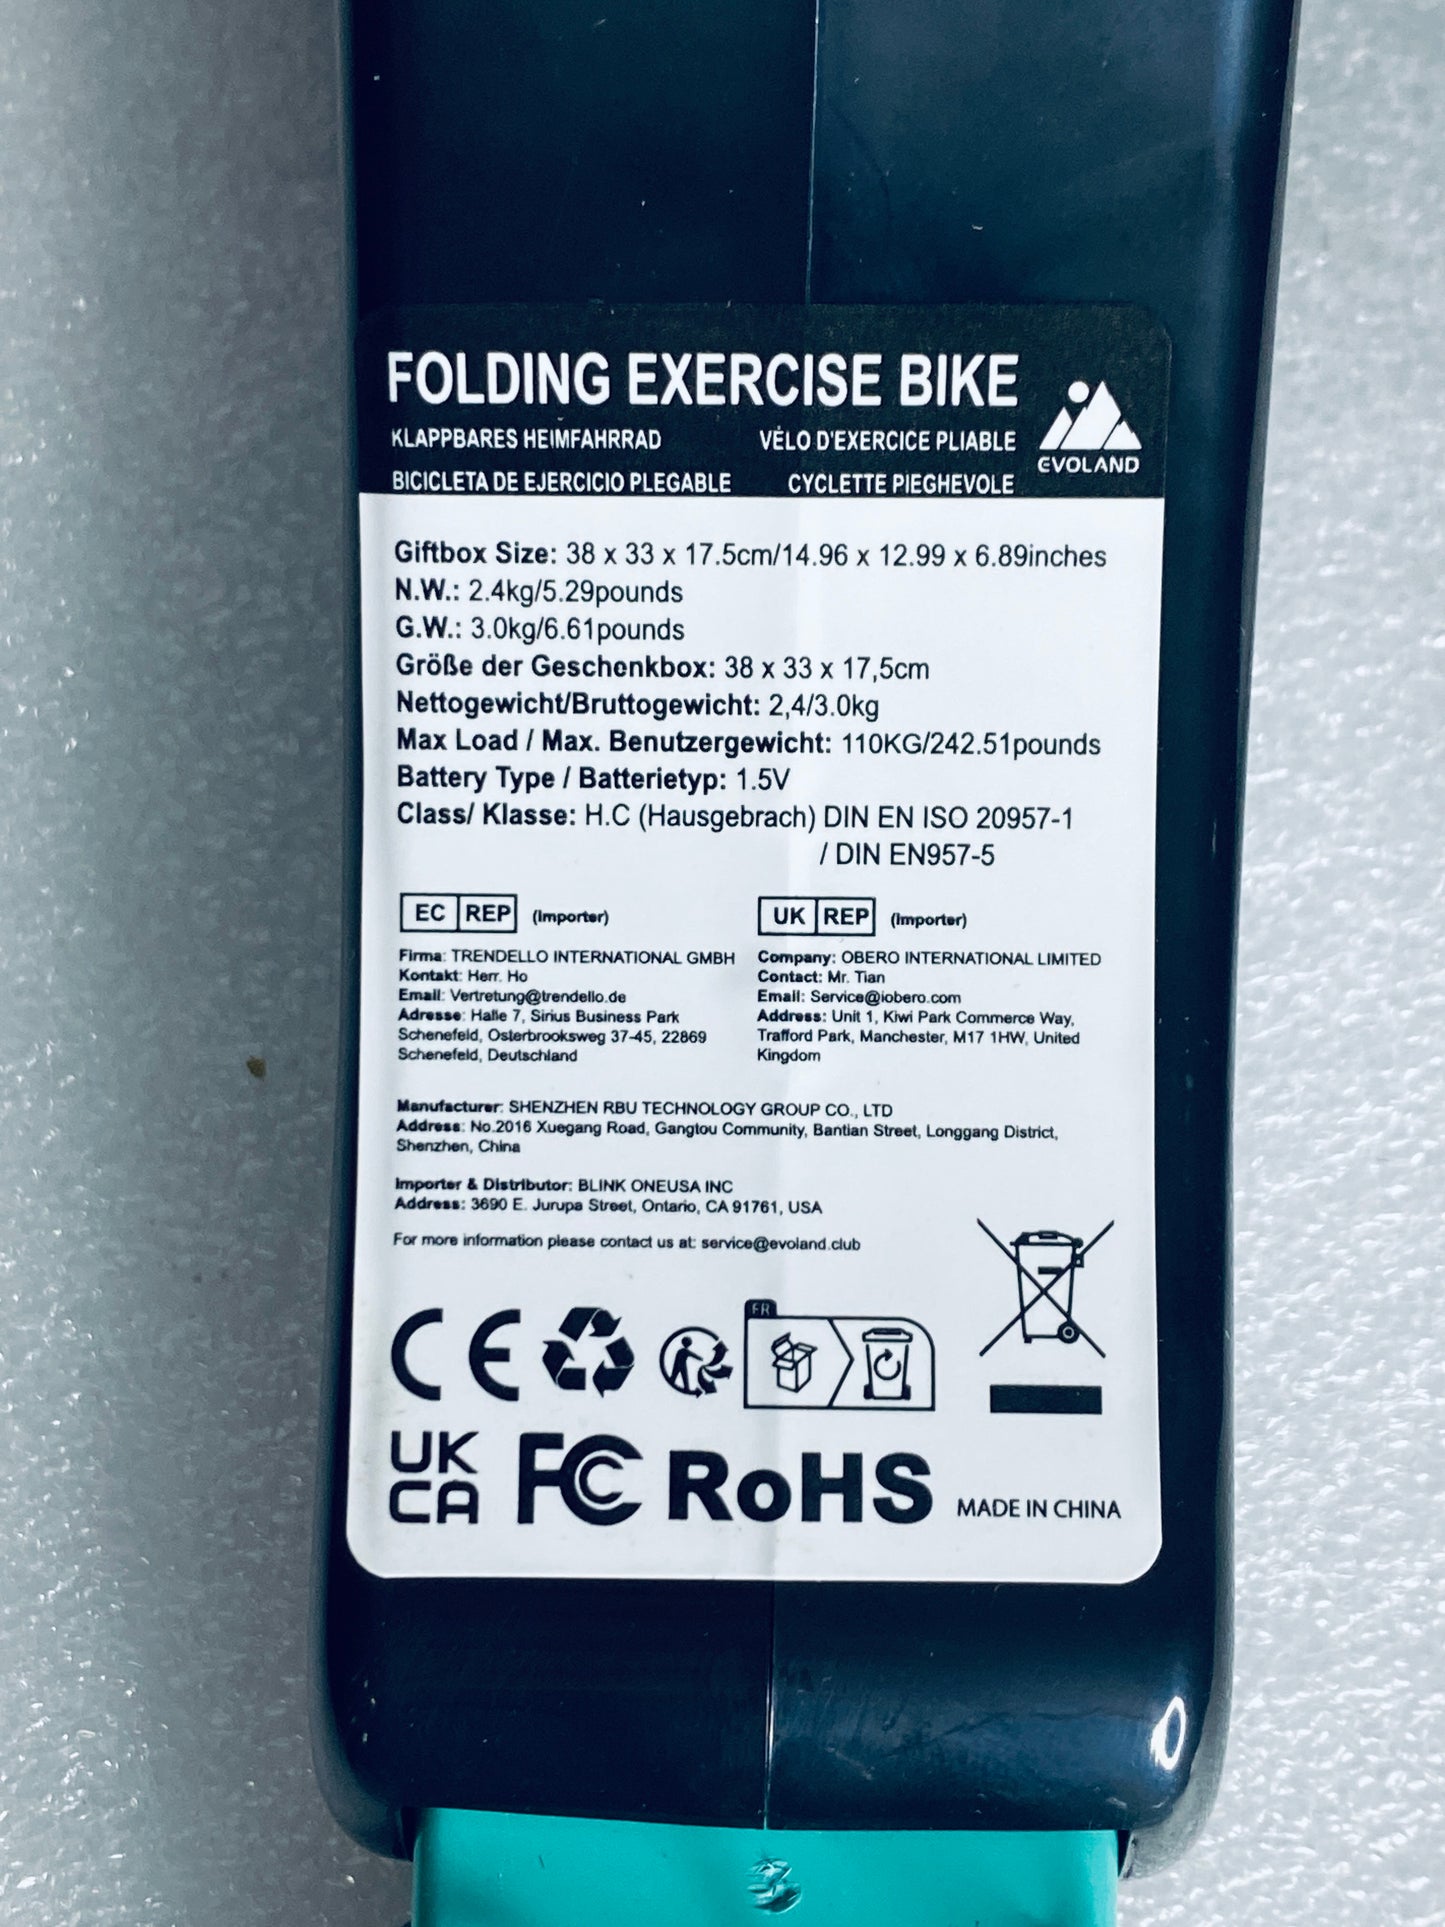 FOLDING EXERCISE BIKE
KLAPPBARES HEIMFAHRRAD VÉLO D'EXERCICE PLIABLE
BICICLETA DE EJERCICIO PLEGABLE CYCLETTE PIEGHEVOLE
EVOLAND
Giftbox Size: 38 x 33 x 17.5cm/14.96 x 12.99 x 6.89inches
N.W.: 2.4kg/5.29pounds
G.W.: 3.0kg/6.61pounds
Größe der Geschenkbox: 38 x 33 x 17,5cm
Nettogewicht/Bruttogewicht: 2,4/3.0kg
Max Load / Max. Benutzergewicht: 110KG/242.51pounds
Battery Type / Batterietyp: 1.5V
Class/ Klasse: H.C (Hausgebrach) DIN EN ISO 20957-1
/ DIN EN957-5
EC REP (Importer)
Firma: TRENDELLO INTERNATIONAL GMBH
Kontakt: Herr. Ho
Email: Vertretung@trendello.de
Adresse: Halle 7, Sirius Business Park
Schenefeld, Osterbrooksweg 37-45, 22869
Schenefeld, Deutschland
UK REP (Importer)
Company: OBERO INTERNATIONAL LIMITED
Contact: Mr. Tian
Email: Service@iobero.com
Address: Unit 1, Kiwi Park Commerce Way,
Trafford Park, Manchester, M17 1HW, United
Kingdom
Manufacturer: SHENZHEN RBU TECHNOLOGY GROUP CO., LTD
Address: No.2016 Xuegang Road, Gangtou Community, Bantian Street, Longgang District,
Shenzhen, China
Importer & Distributor: BLINK ONEUSA INC
Address: 3690 E. Jurupa Street, Ontario, CA 91761, USA
For more information please contact us at: service@evoland.club
CE
FR
UK
CA
FC RoHS MADE IN CHINA